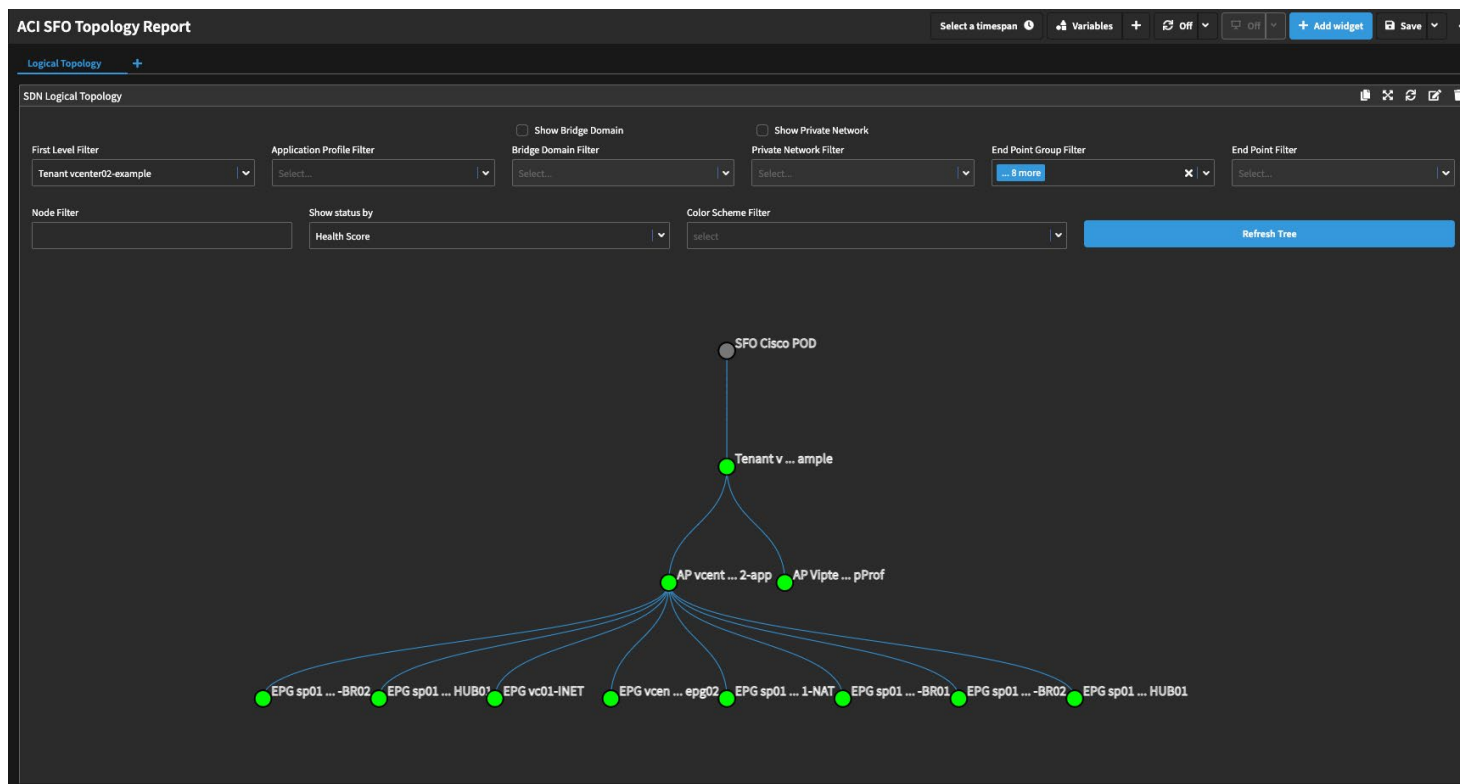 ACI SFO Topology Report
Select a timespan Variables + Off Off + Add widget Save
Logical Topology +
SDN Logical Topology
Show Bridge Domain Show Private Network
First Level Filter Application Profile Filter Bridge Domain Filter Private Network Filter End Point Group Filter End Point Filter
Tenant vcenter02-example Select... Select... Select... ... 8 more Select...
Node Filter Show status by Color Scheme Filter
Health Score select Refresh Tree
SFO Cisco POD
Tenant v ... ample
AP vcent ... 2-app AP Vipte ... pProf
EPG sp01 ... -BR02 EPG sp01 ... HUB01 EPG vc01-INET EPG vcen ... epg02 EPG sp01 ... 1-NAT EPG sp01 ... -BR01 EPG sp01 ... -BR02 EPG sp01 ... HUB01